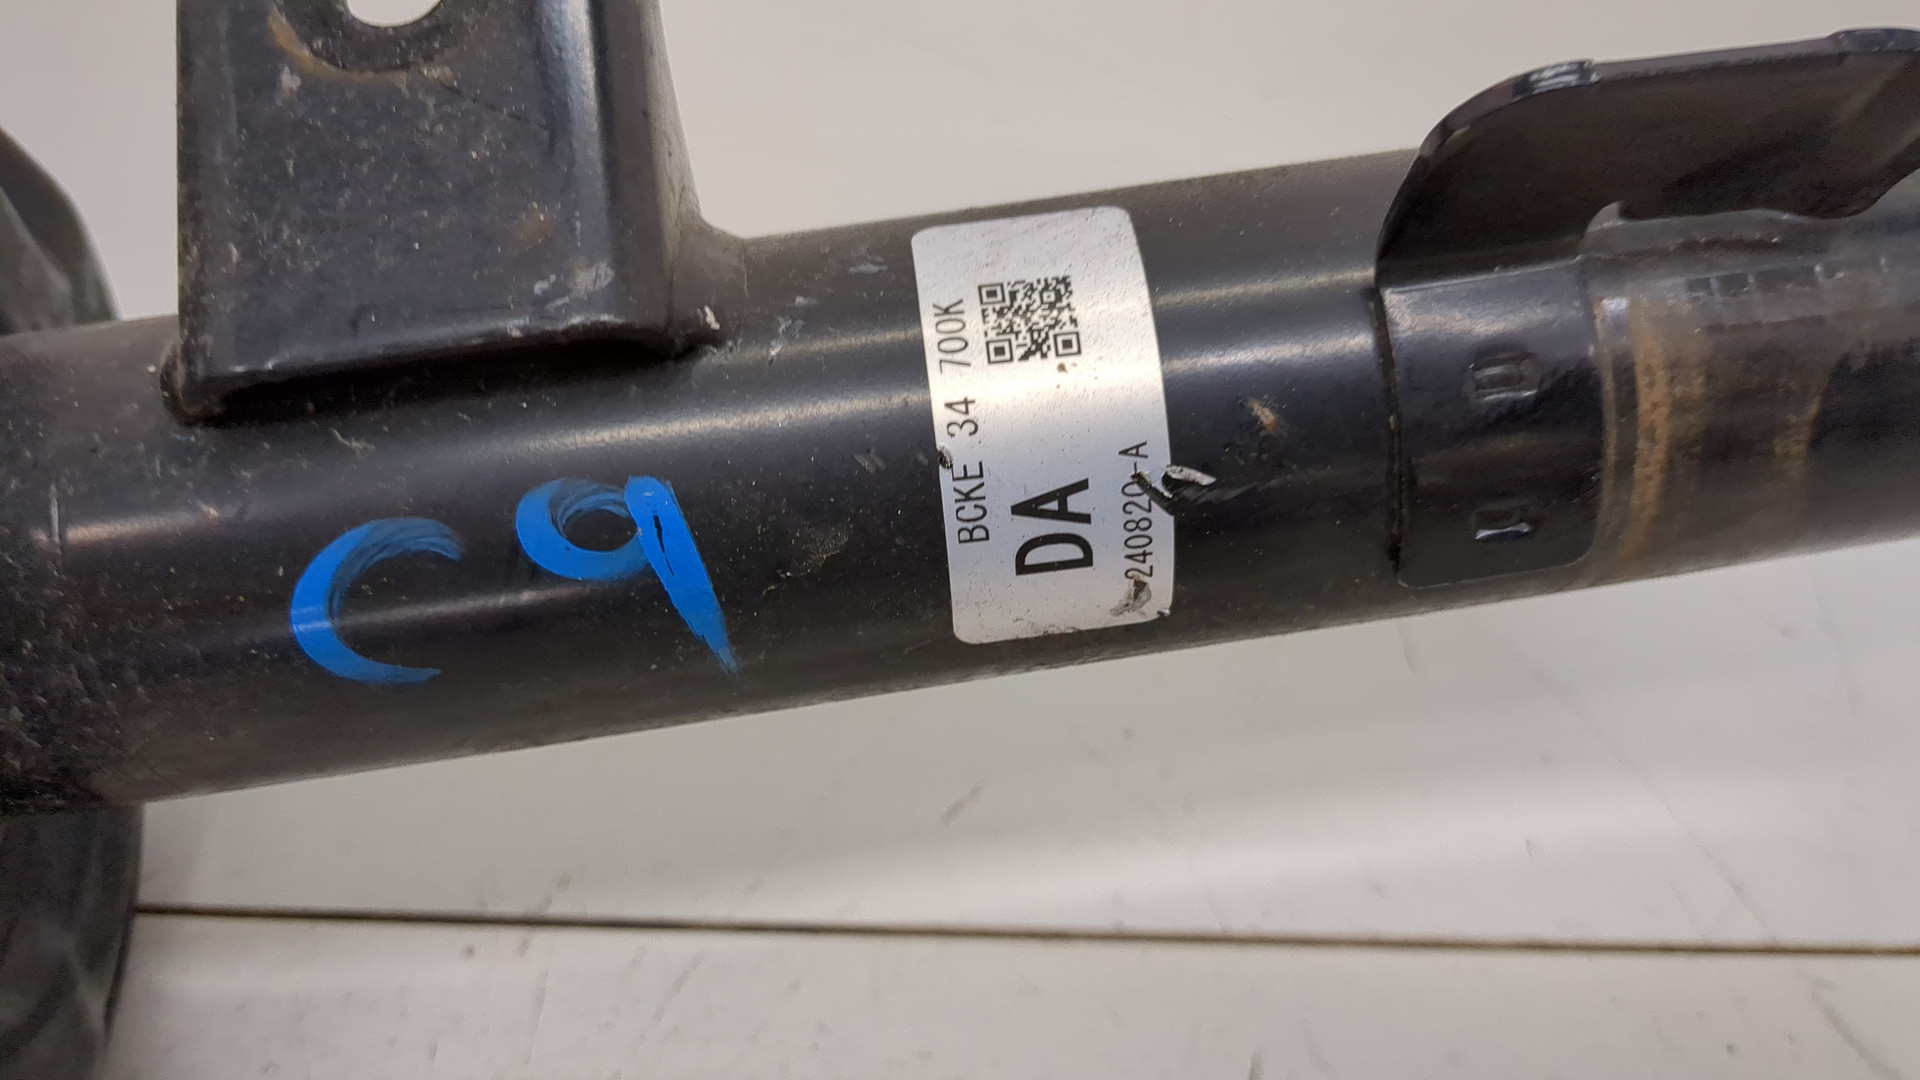 C9
BCKE 34 700K
DA
240820-A